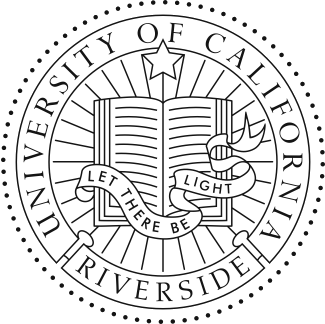 UNIVERSITY OF CALIFORNIA
LET THERE BE LIGHT
RIVERSIDE